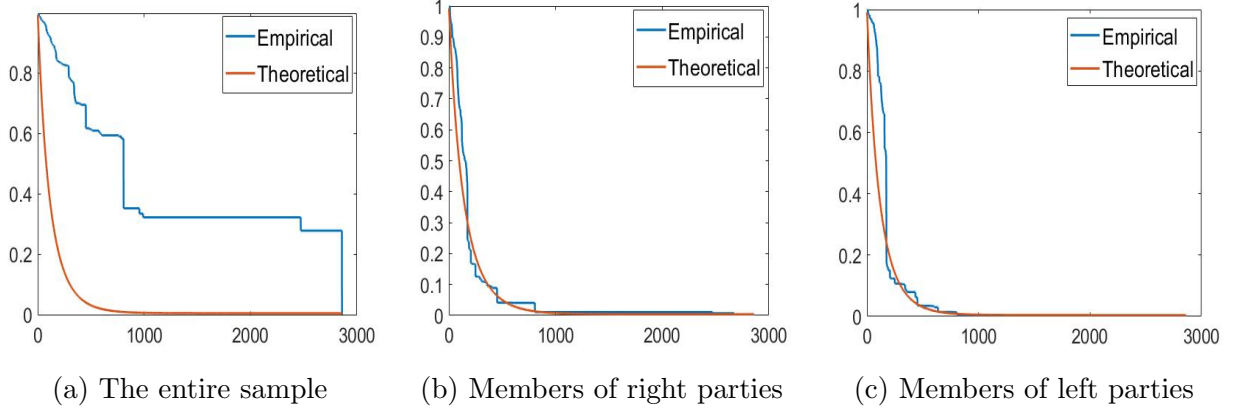 0.8
0.6
0.4
0.2
0
0 1000 2000 3000
Empirical
Theoretical
(a) The entire sample
1
0.9
0.8
0.7
0.6
0.5
0.4
0.3
0.2
0.1
0
0 1000 2000 3000
Empirical
Theoretical
(b) Members of right parties
1
0.8
0.6
0.4
0.2
0
0 1000 2000 3000
Empirical
Theoretical
(c) Members of left parties